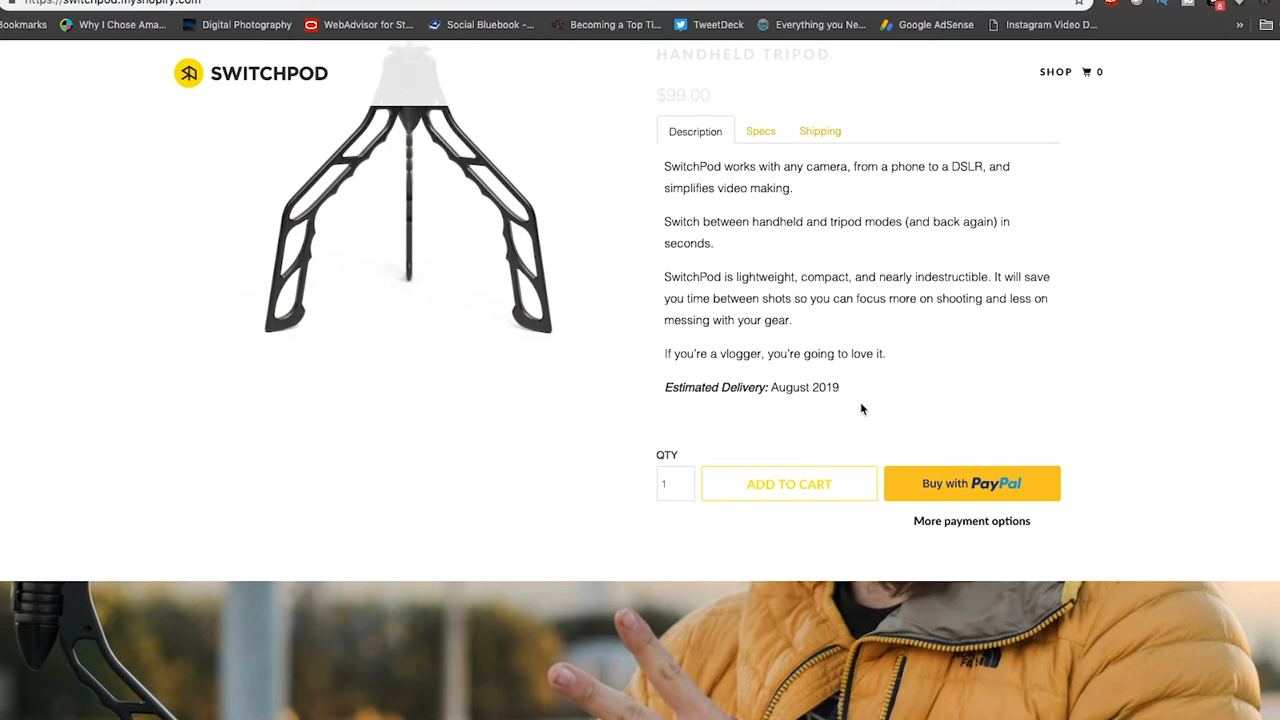 https://switchpod.myshopify.com
8
ookmarks
Why I Chose Ama...
Digital Photography
WebAdvisor for St...
Social Bluebook -...
Becoming a Top Ti...
TweetDeck
Everything you Ne...
Google AdSense
Instagram Video D...
»
SWITCHPOD
HANDHELD TRIPOD.
SHOP 0
$99.00
Description Specs Shipping
SwitchPod works with any camera, from a phone to a DSLR, and
simplifies video making.
Switch between handheld and tripod modes (and back again) in
seconds.
SwitchPod is lightweight, compact, and nearly indestructible. It will save
you time between shots so you can focus more on shooting and less on
messing with your gear.
If you're a vlogger, you're going to love it.
Estimated Delivery: August 2019
QTY
1
ADD TO CART
Buy with PayPal
More payment options